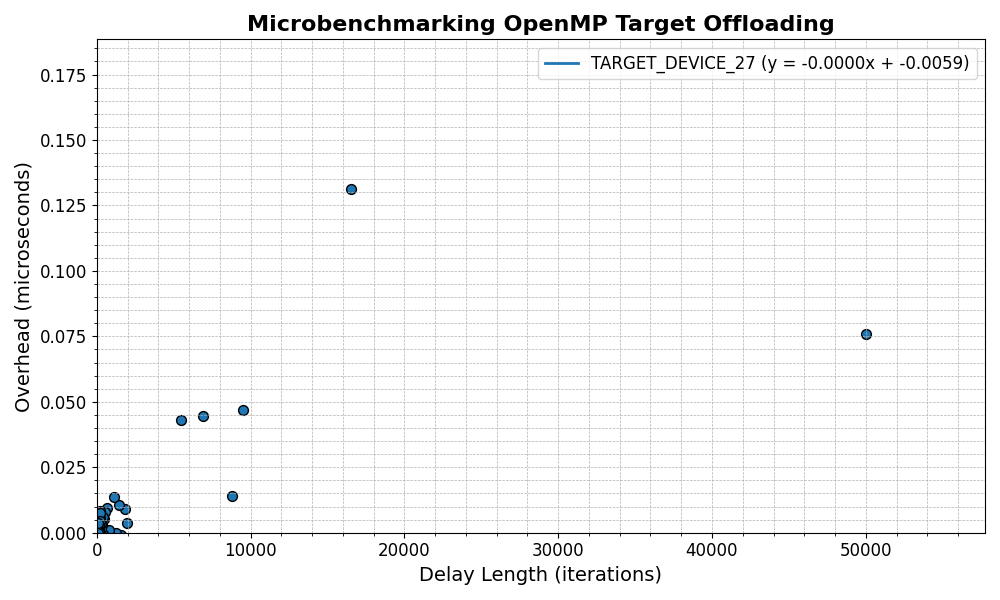 Microbenchmarking OpenMP Target Offloading
TARGET_DEVICE_27 (y = -0.0000x + -0.0059)
Overhead (microseconds)
0.175
0.150
0.125
0.100
0.075
0.050
0.025
0.000
0 10000 20000 30000 40000 50000
Delay Length (iterations)